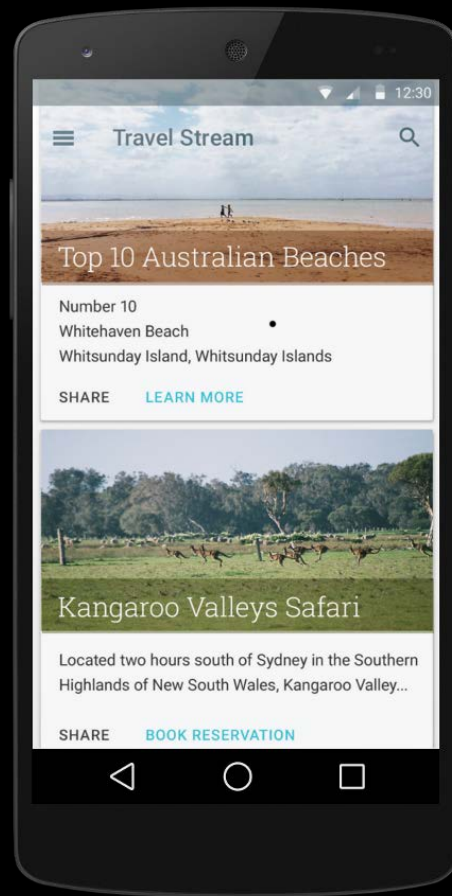 12:30
Travel Stream
Top 10 Australian Beaches
Number 10
Whitehaven Beach
Whitsunday Island, Whitsunday Islands
SHARE LEARN MORE
Kangaroo Valleys Safari
Located two hours south of Sydney in the Southern
Highlands of New South Wales, Kangaroo Valley...
SHARE BOOK RESERVATION